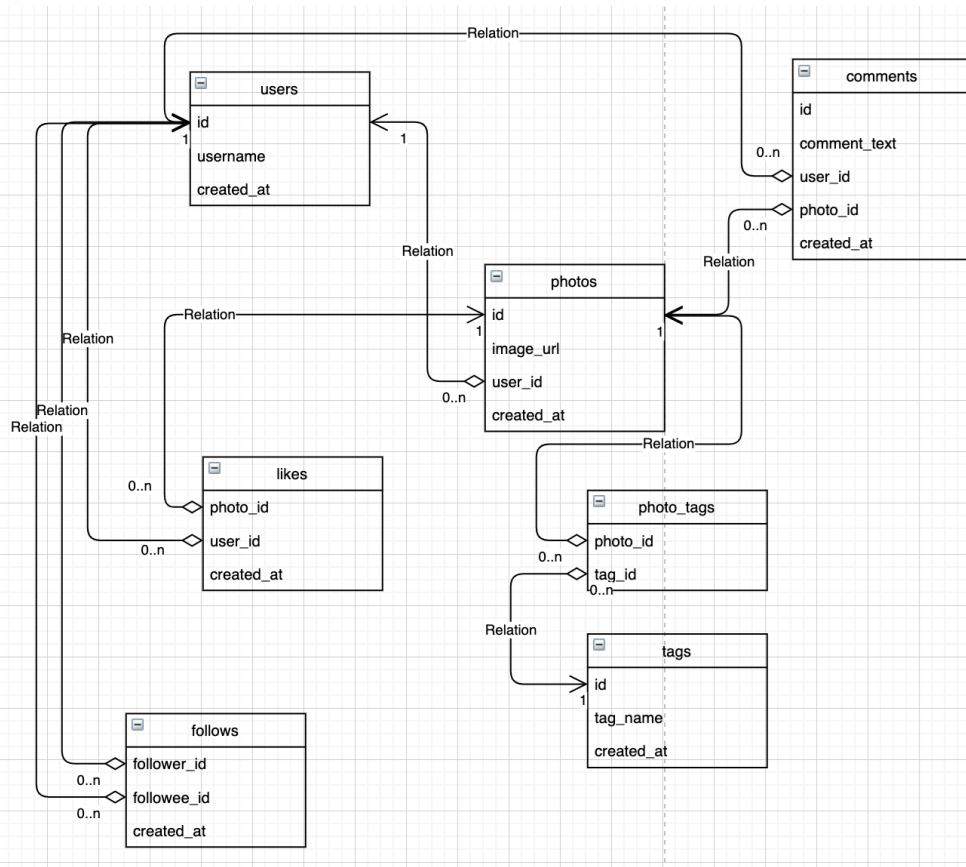 Relation
users
id
1
username
created_at
1
comments
id
comment_text
0..n
user_id
photo_id
0..n
created_at
Relation
Relation
photos
id
1
1
image_url
user_id
0..n
created_at
Relation
Relation
Relation
Relation
Relation
likes
0..n
photo_id
user_id
0..n
created_at
photo_tags
photo_id
0..n
tag_id
0..n
Relation
tags
id
1
tag_name
created_at
follows
follower_id
0..n
followee_id
0..n
created_at